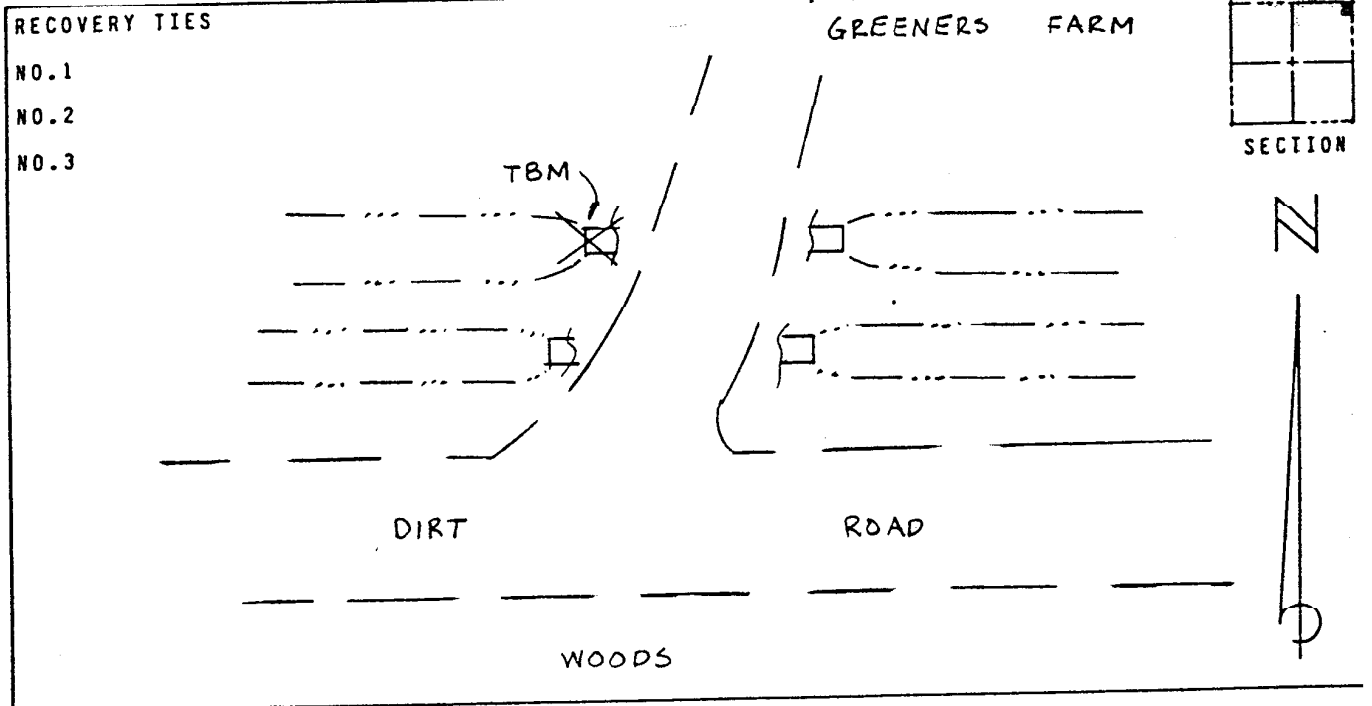 RECOVERY TIES
NO.1
NO.2
NO.3
GREENERS FARM
SECTION
TBM
N
DIRT ROAD
WOODS